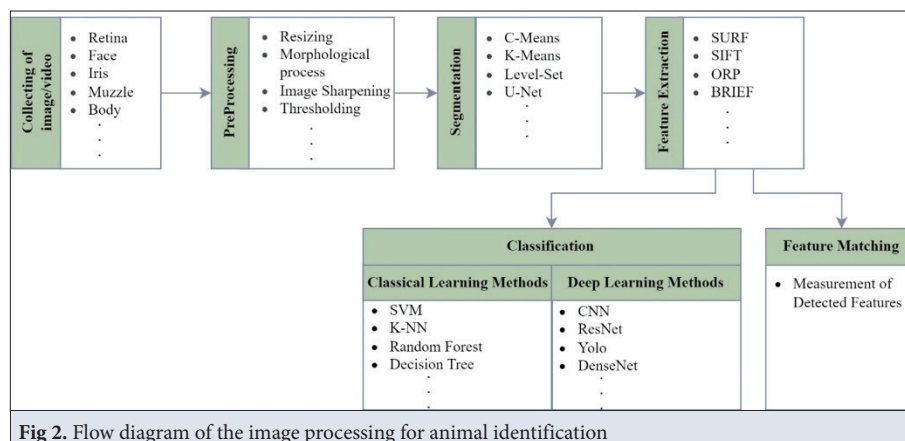 Collecting of
image/video
• Retina
• Face
• Iris
• Muzzle
• Body
.
.
.
PreProcessing
• Resizing
• Morphological
process
• Image Sharpening
• Thresholding
.
.
.
Segmentation
• C-Means
• K-Means
• Level-Set
• U-Net
.
.
.
Feature Extraction
• SURF
• SIFT
• ORP
• BRIEF
.
.
.
Classification
Classical Learning Methods
• SVM
• K-NN
• Random Forest
• Decision Tree
.
.
Deep Learning Methods
• CNN
• ResNet
• Yolo
• DenseNet
.
.
Feature Matching
• Measurement of
Detected Features
Fig 2. Flow diagram of the image processing for animal identification